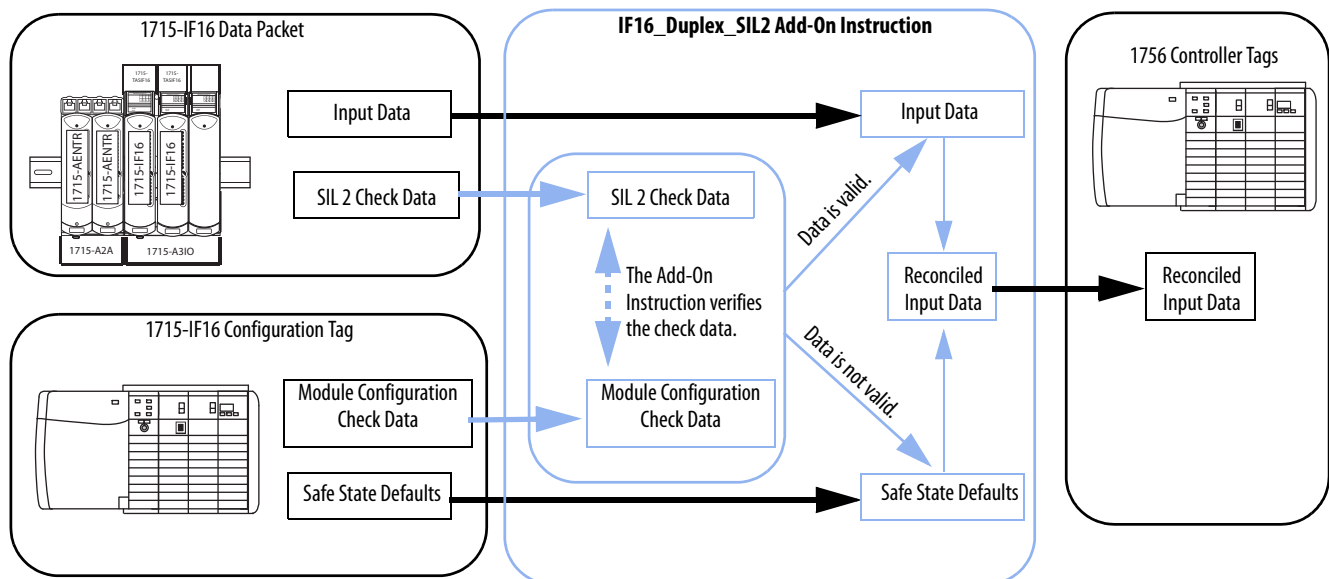 1715-IF16 Data Packet
1715-
TASIF16
1715-
TASIF16
1715-AENTR
1715-AENTR
1715-IF16
1715-IF16
1715-A2A
1715-A3IO
Input Data
SIL 2 Check Data
1715-IF16 Configuration Tag
Module Configuration
Check Data
Safe State Defaults
IF16_Duplex_SIL2 Add-On Instruction
SIL 2 Check Data
The Add-On
Instruction verifies
the check data.
Module Configuration
Check Data
Data is valid.
Data is not valid.
Input Data
Reconciled
Input Data
Safe State Defaults
1756 Controller Tags
Reconciled
Input Data